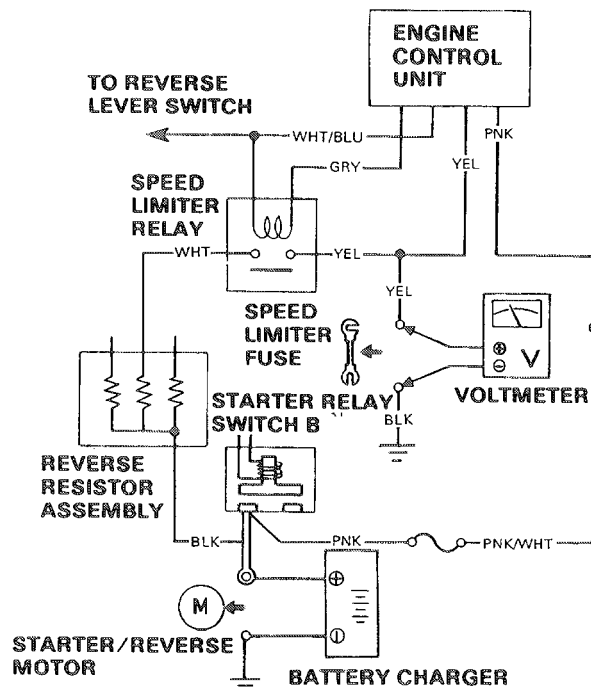 ENGINE
CONTROL
UNIT
TO REVERSE
LEVER SWITCH
WHT/BLU
PNK
GRY
YEL
SPEED
LIMITER
RELAY
WHT
YEL
YEL
SPEED
LIMITER
FUSE
V
VOLTMETER
STARTER RELAY
SWITCH B
BLK
REVERSE
RESISTOR
ASSEMBLY
BLK
PNK
PNK/WHT
M
STARTER/REVERSE
MOTOR
BATTERY CHARGER